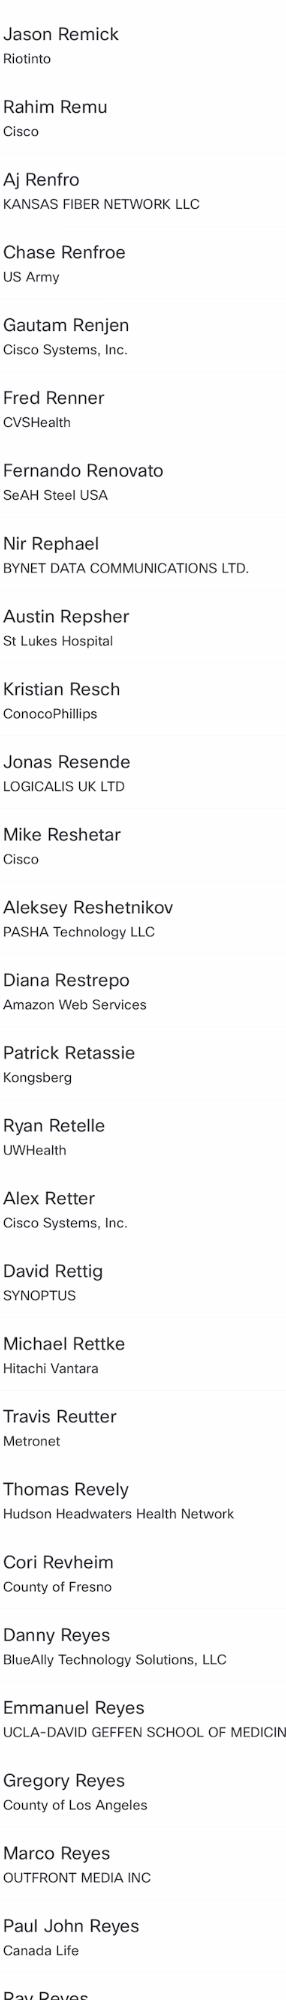 Jason Remick
Riotinto
Rahim Remu
Cisco
Aj Renfro
KANSAS FIBER NETWORK LLC
Chase Renfroe
US Army
Gautam Renjen
Cisco Systems, Inc.
Fred Renner
CVSHealth
Fernando Renovato
SeAH Steel USA
Nir Rephael
BYNET DATA COMMUNICATIONS LTD.
Austin Repsher
St Lukes Hospital
Kristian Resch
ConocoPhillips
Jonas Resende
LOGICALIS UK LTD
Mike Reshetar
Cisco
Aleksey Reshetnikov
PASHA Technology LLC
Diana Restrepo
Amazon Web Services
Patrick Retassie
Kongsberg
Ryan Retelle
UWHealth
Alex Retter
Cisco Systems, Inc.
David Rettig
SYNOPTUS
Michael Rettke
Hitachi Vantara
Travis Reutter
Metronet
Thomas Revely
Hudson Headwaters Health Network
Cori Revheim
County of Fresno
Danny Reyes
BlueAlly Technology Solutions, LLC
Emmanuel Reyes
UCLA-DAVID GEFFEN SCHOOL OF MEDICIN
Gregory Reyes
County of Los Angeles
Marco Reyes
OUTFRONT MEDIA INC
Paul John Reyes
Canada Life
Reyes